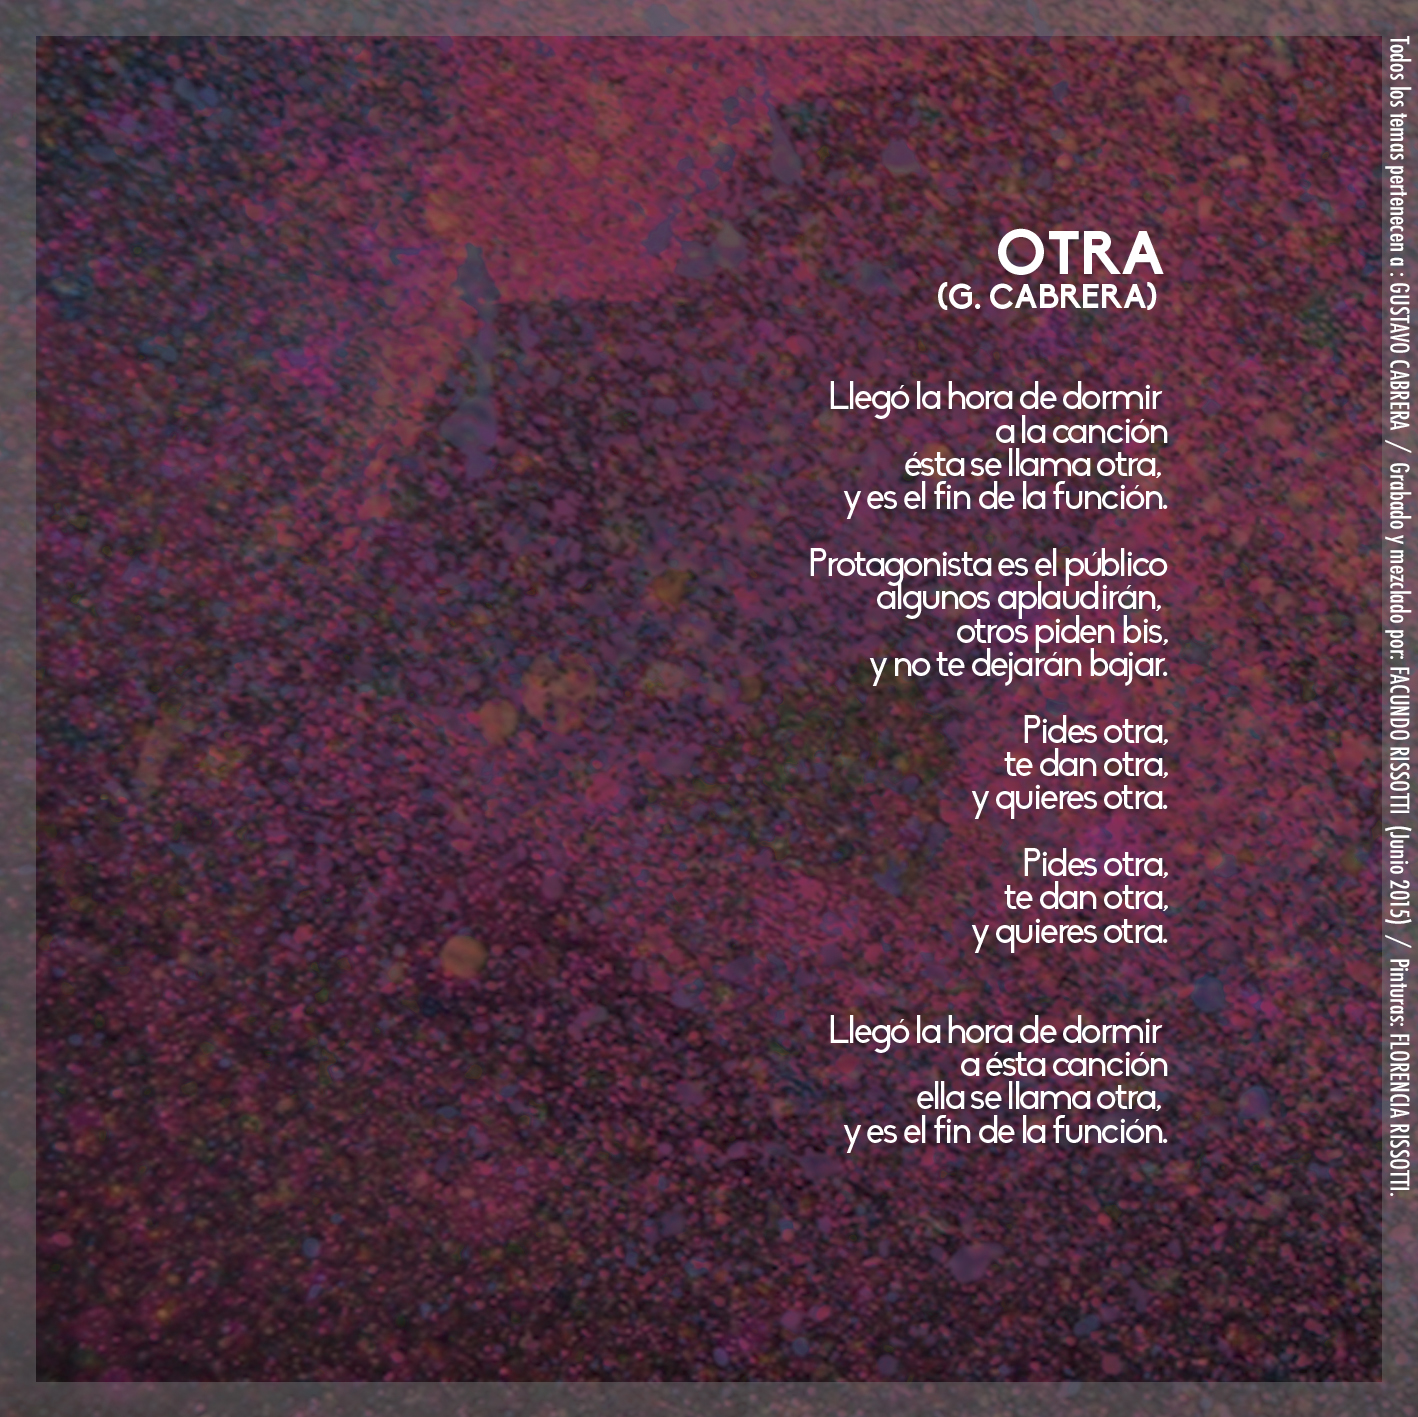 OTRA
(G. CABRERA)
Llegó la hora de dormir
a la canción
ésta se llama otra,
y es el fin de la función.
Protagonista es el público
algunos aplaudirán,
otros piden bis,
y no te dejarán bajar.
Pides otra,
te dan otra,
y quieres otra.
Pides otra,
te dan otra,
y quieres otra.
Llegó la hora de dormir
a ésta canción
ella se llama otra,
y es el fin de la función.
Todos los temas pertenecen a : GUSTAVO CABRERA / Grabado y mezclado por: FACUNDO RISSOTTI (Junio 2015) / Pinturas: FLORENCIA RISSOTTI.